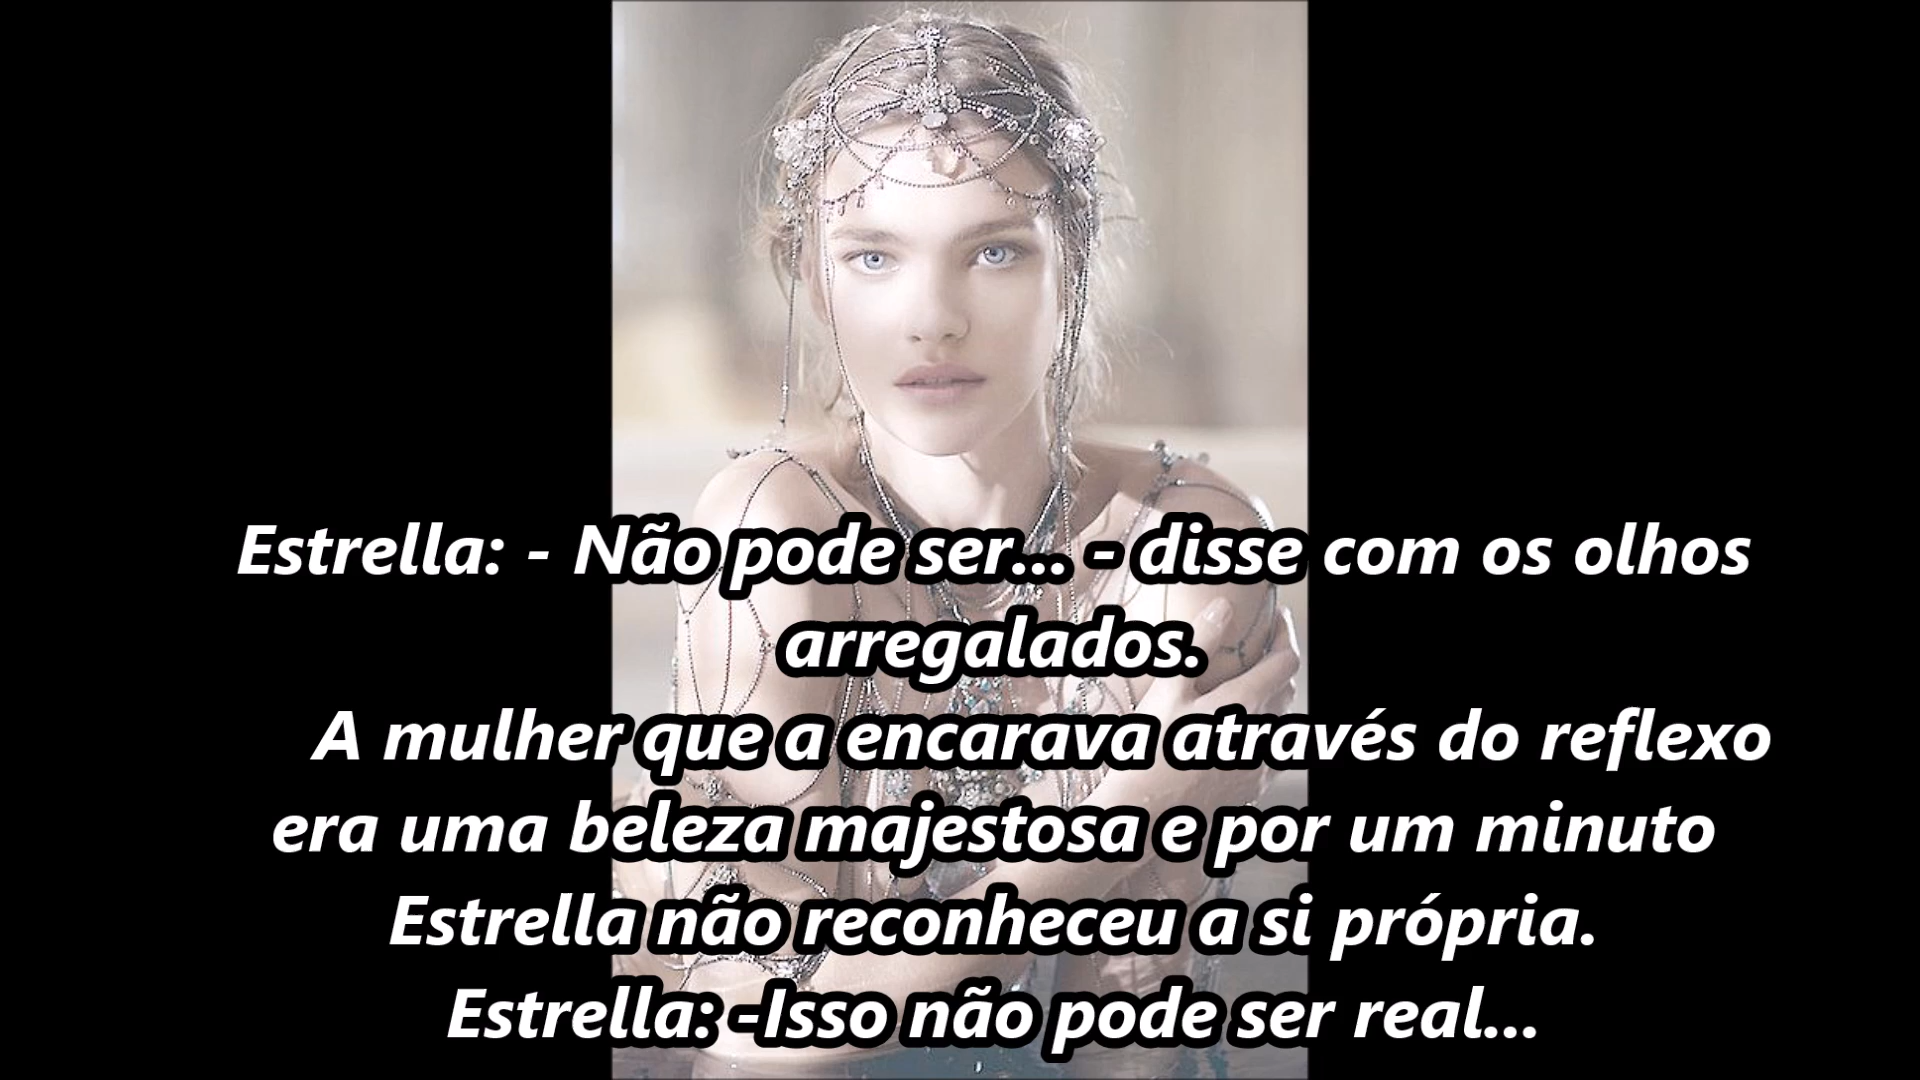 Estrella: - Não pode ser... - disse com os olhos
arregalados.
A mulher que a encarava através do reflexo
era uma beleza majestosa e por um minuto
Estrella não reconheceu a si própria.
Estrella: -Isso não pode ser real...